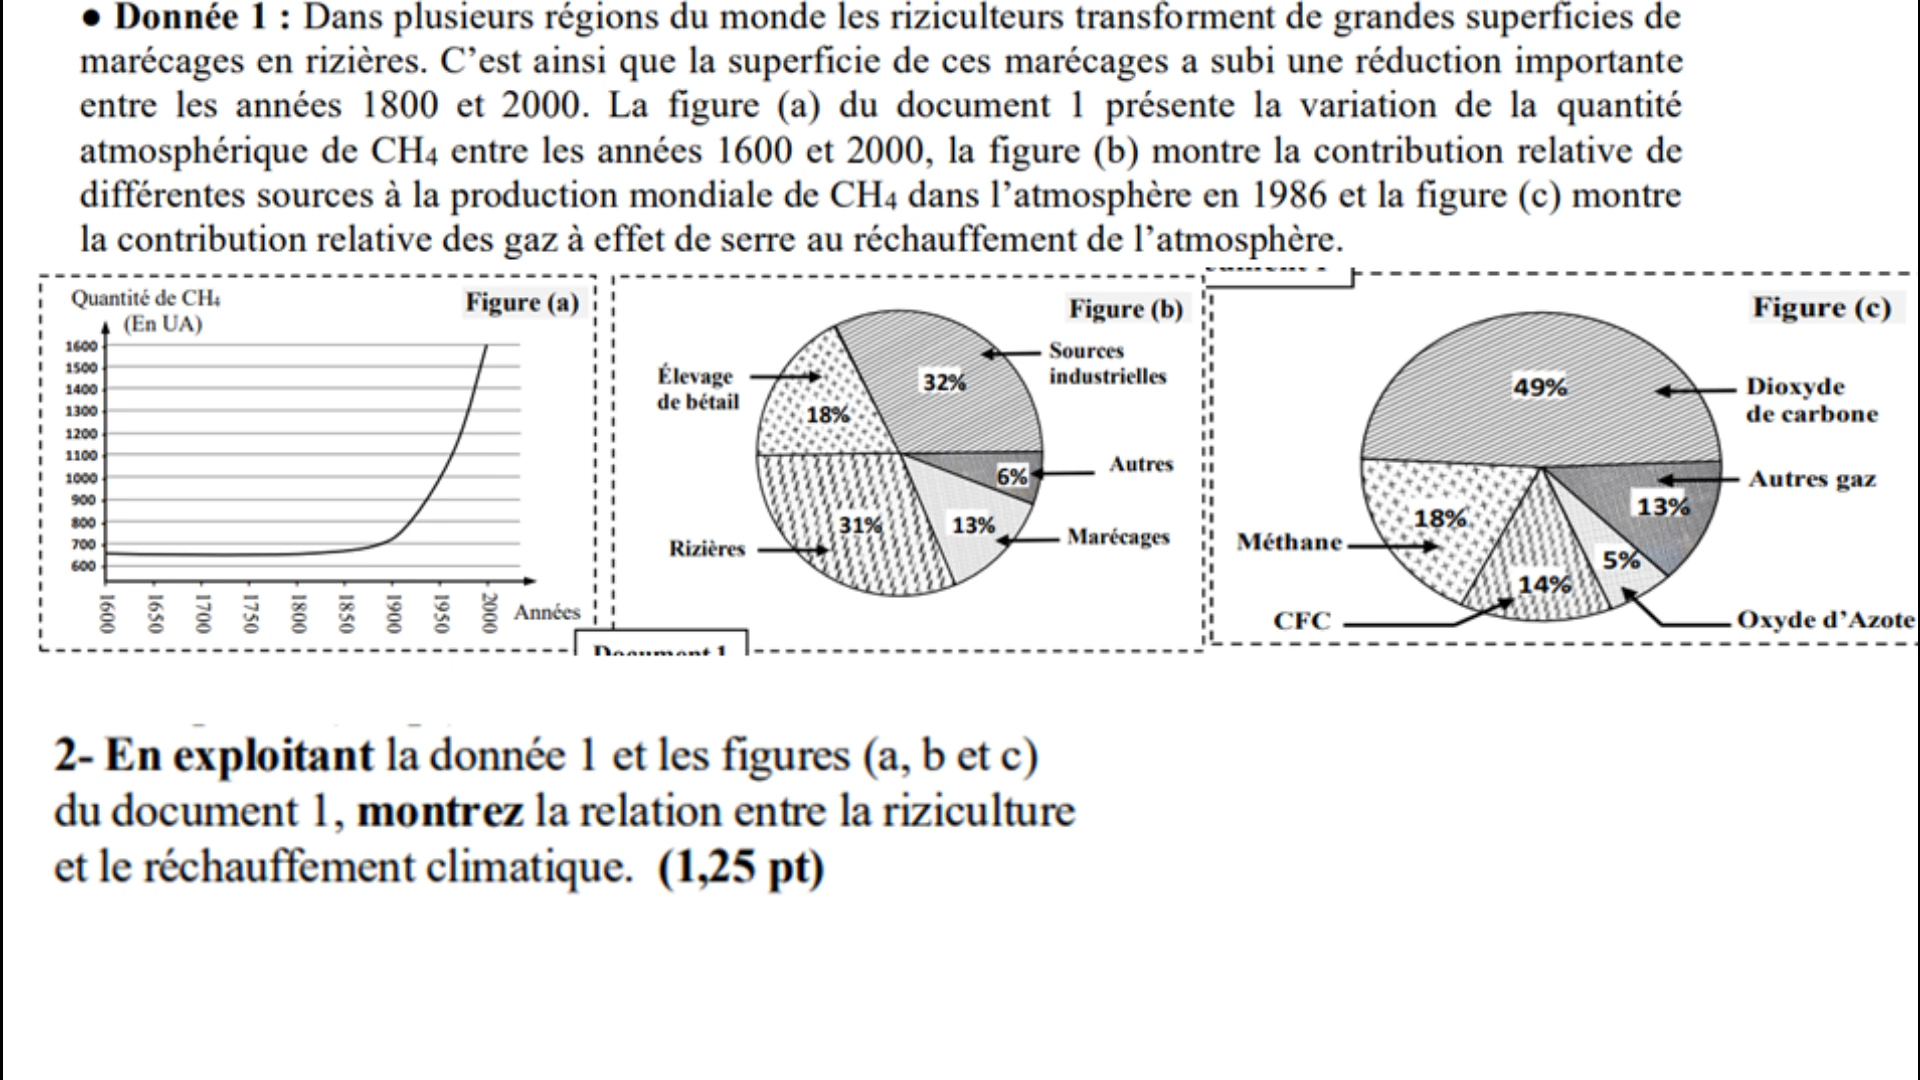 ● Donnée 1 : Dans plusieurs régions du monde les riziculteurs transforment de grandes superficies de
marécages en rizières. C’est ainsi que la superficie de ces marécages a subi une réduction importante
entre les années 1800 et 2000. La figure (a) du document 1 présente la variation de la quantité
atmosphérique de CH4 entre les années 1600 et 2000, la figure (b) montre la contribution relative de
différentes sources à la production mondiale de CH4 dans l’atmosphère en 1986 et la figure (c) montre
la contribution relative des gaz à effet de serre au réchauffement de l’atmosphère.
Quantité de CH4
(En UA)
Figure (a)
1600
1500
1400
1300
1200
1100
1000
900
800
700
600
1600
1650
1700
1750
1800
1850
1900
1950
2000
Années
Figure (b)
Élevage
de bétail
Sources
industrielles
32%
18%
Autres
6%
31%
13%
Rizières
Marécages
Document 1
Figure (c)
49%
Dioxyde
de carbone
Autres gaz
13%
18%
Méthane
5%
14%
CFC
Oxyde d’Azote
2- En exploitant la donnée 1 et les figures (a, b et c)
du document 1, montrez la relation entre la riziculture
et le réchauffement climatique. (1,25 pt)